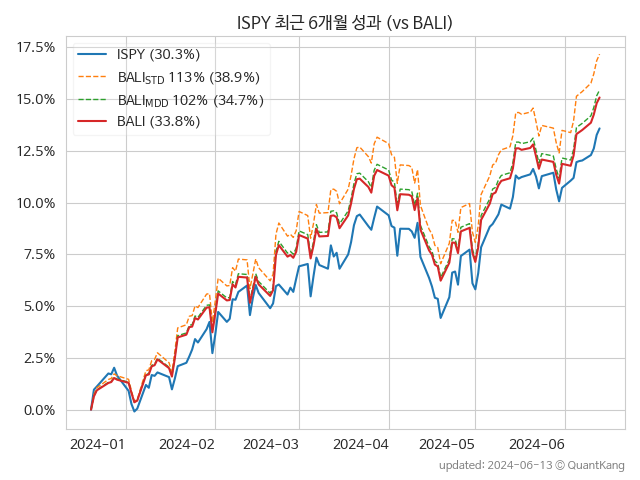 ISPY 최근 6개월 성과 (vs BALI)
ISPY (30.3%)
BALI_STD 113% (38.9%)
BALI_MDD 102% (34.7%)
BALI (33.8%)
17.5%
15.0%
12.5%
10.0%
7.5%
5.0%
2.5%
0.0%
2024-01 2024-02 2024-03 2024-04 2024-05 2024-06
updated: 2024-06-13 ⓒ QuantKang